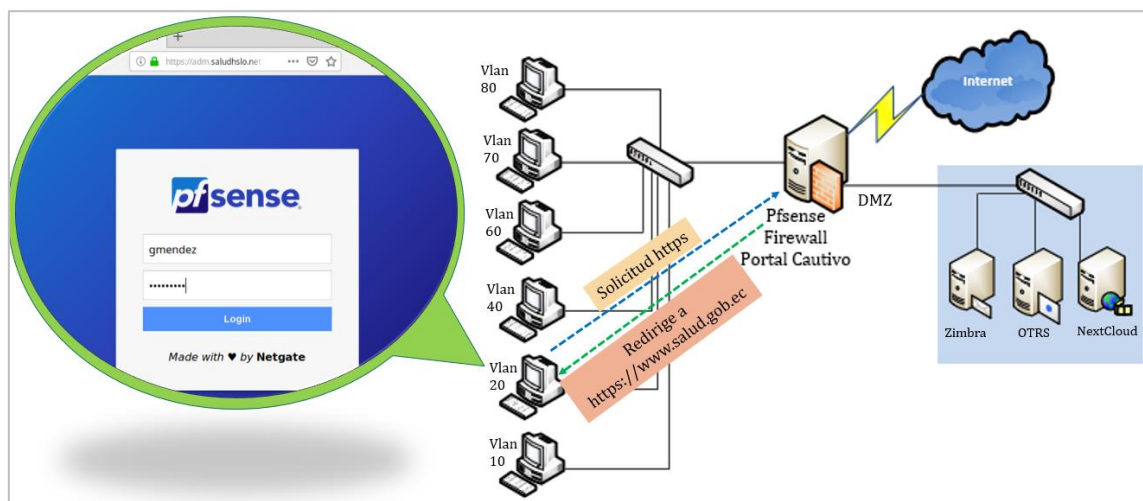 https://adm.saludhslo.net
pfsense
gmendez
•••••••••
Login
Made with ♥ by Netgate
Vlan
80
Vlan
70
Vlan
60
Vlan
40
Vlan
20
Vlan
10
Solicitud https
Redirige a
https://www.salud.gob.ec
Pfsense
Firewall
Portal Cautivo
Internet
DMZ
Zimbra
OTRS
NextCloud